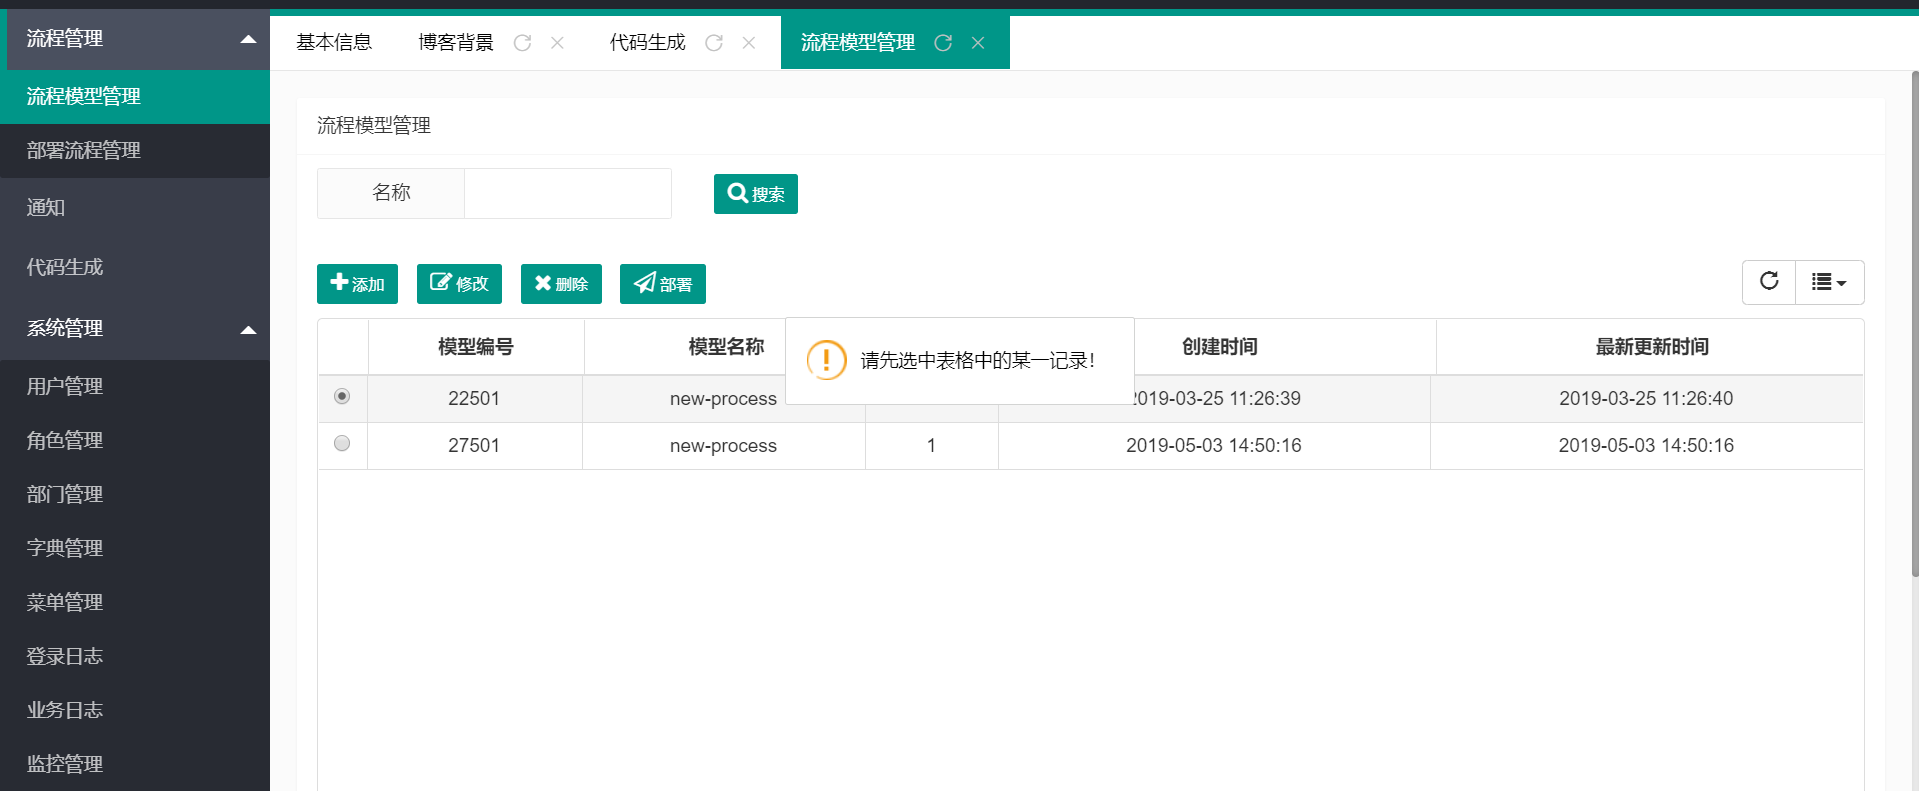 流程管理
流程模型管理
部署流程管理
通知
代码生成
系统管理
用户管理
角色管理
部门管理
字典管理
菜单管理
登录日志
业务日志
监控管理
基本信息 博客背景 代码生成 流程模型管理
流程模型管理
名称 搜索
添加 修改 删除 部署
模型编号 模型名称 创建时间 最新更新时间
请先选中表格中的某一记录!
22501 new-process 2019-03-25 11:26:39 2019-03-25 11:26:40
27501 new-process 1 2019-05-03 14:50:16 2019-05-03 14:50:16